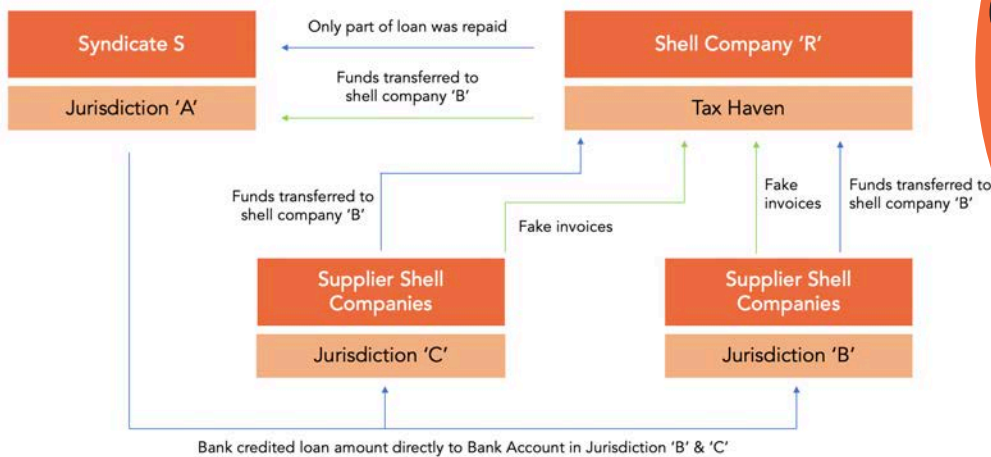 Syndicate S
Jurisdiction ‘A’
Only part of loan was repaid
Funds transferred to
shell company ‘B’
Shell Company ‘R’
Tax Haven
Funds transferred to
shell company ‘B’
Fake invoices
Fake
invoices
Funds transferred to
shell company ‘B’
Supplier Shell
Companies
Jurisdiction ‘C’
Supplier Shell
Companies
Jurisdiction ‘B’
Bank credited loan amount directly to Bank Account in Jurisdiction ‘B’ & ‘C’